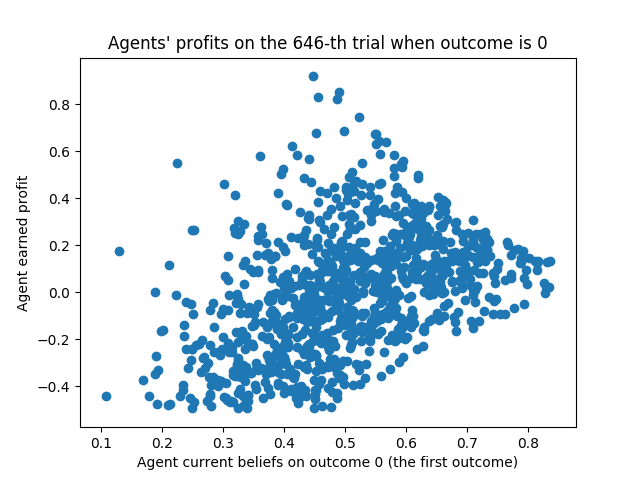 Agents' profits on the 646-th trial when outcome is 0
Agent earned profit
0.8
0.6
0.4
0.2
0.0
−0.2
−0.4
0.1 0.2 0.3 0.4 0.5 0.6 0.7 0.8
Agent current beliefs on outcome 0 (the first outcome)